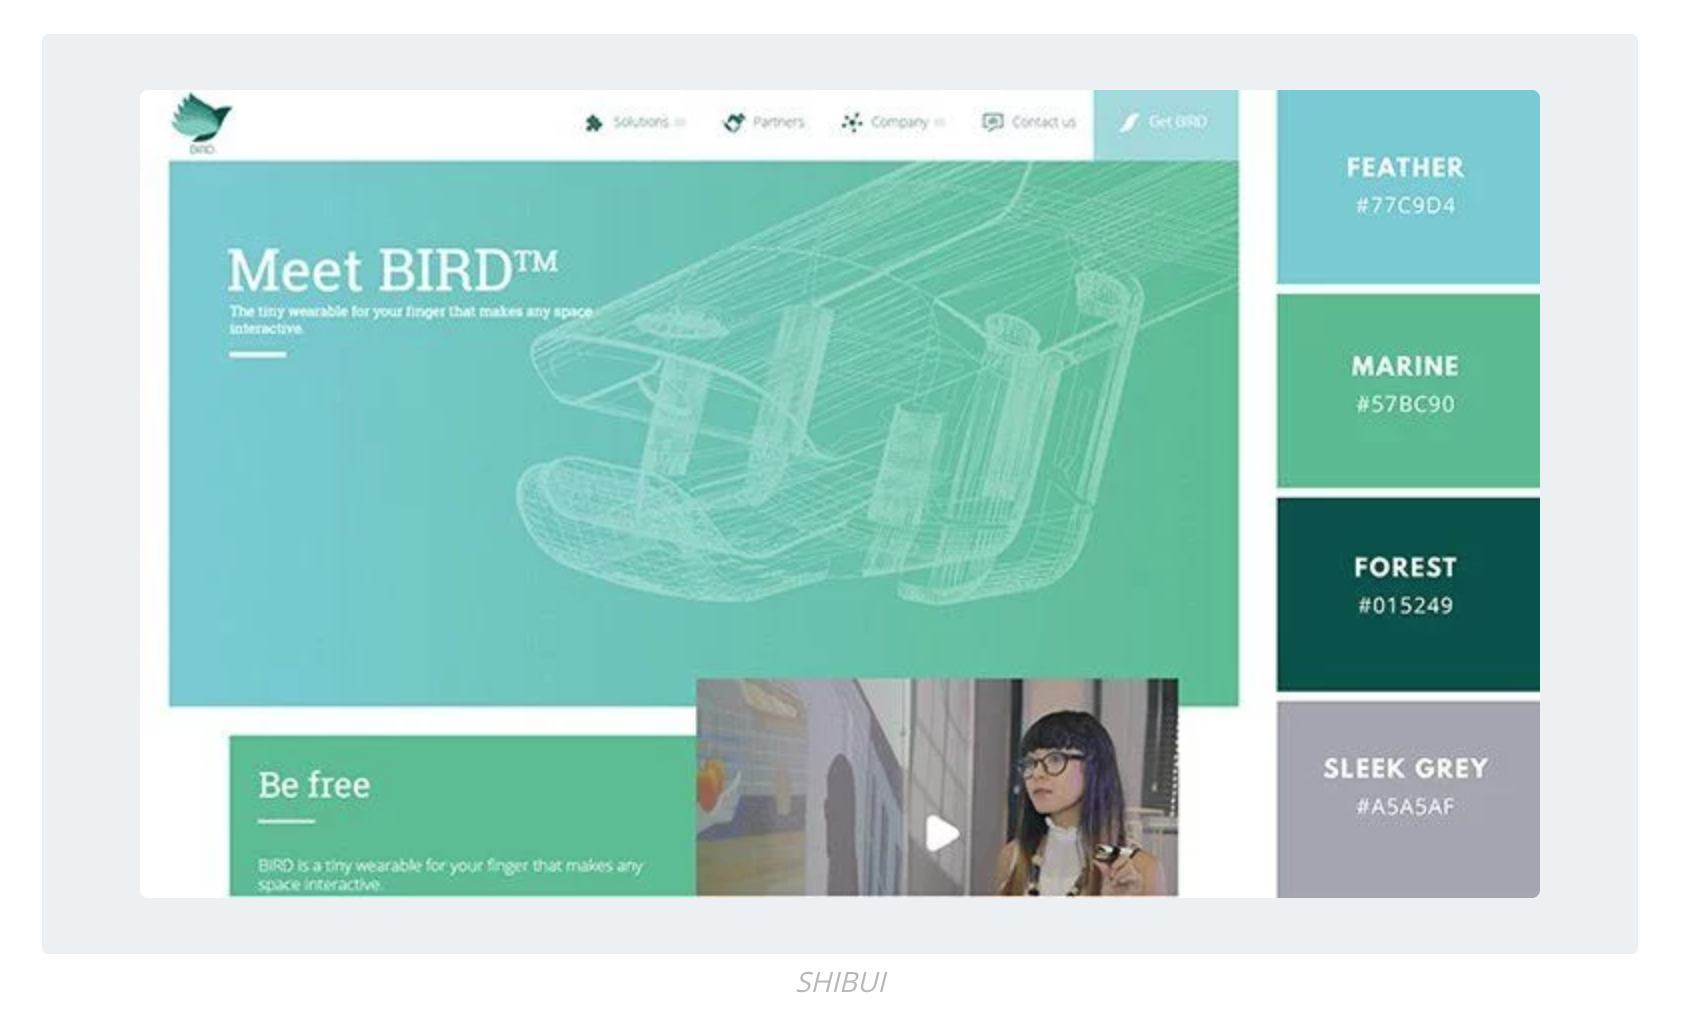 BIRD
Solutions
Partners
Company
Contact us
Get BIRD
Meet BIRD™
The tiny wearable for your finger that makes any space
interactive.
Be free
BIRD is a tiny wearable for your finger that makes any
space interactive.
FEATHER
#77C9D4
MARINE
#57BC90
FOREST
#015249
SLEEK GREY
#A5A5AF
SHIBUI